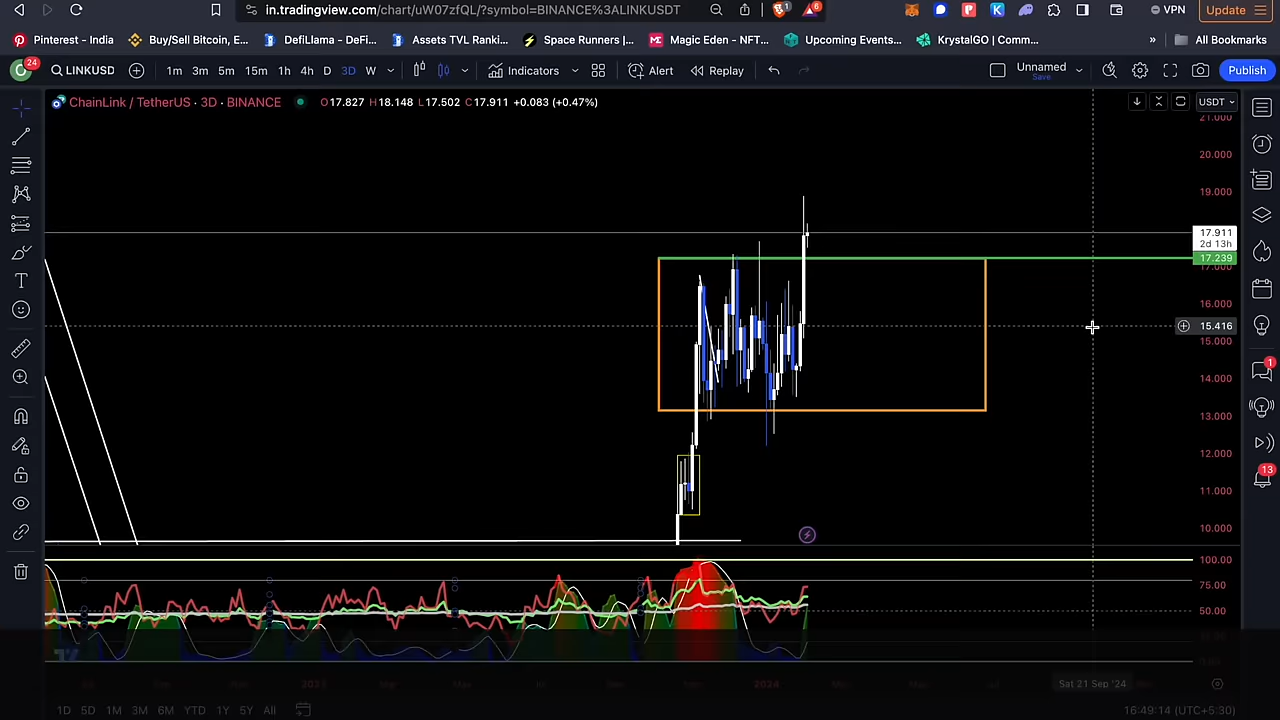 in.tradingview.com/chart/uW07zfQL/?symbol=BINANCE%3ALINKUSDT
1
6
VPN
Update
Pinterest - India
Buy/Sell Bitcoin, E...
DefiLlama - DeFi...
Assets TVL Ranki...
Space Runners |...
Magic Eden - NFT...
Upcoming Events...
KrystalGO | Comm...
»
All Bookmarks
24
LINKUSD
1m 3m 5m 15m 1h 4h D 3D W
Indicators
Alert
Replay
Unnamed
Save
Publish
ChainLink / TetherUS · 3D · BINANCE
O17.827 H18.148 L17.502 C17.911 +0.083 (+0.47%)
USDT
21.000
20.000
19.000
17.911
2d 13h
17.239
17.000
16.000
15.416
15.000
14.000
13.000
12.000
11.000
10.000
100.00
75.00
50.00
1
13
2024
Sat 21 Sep '24
1D 5D 1M 3M 6M YTD 1Y 5Y All
16:49:14 (UTC+5:30)